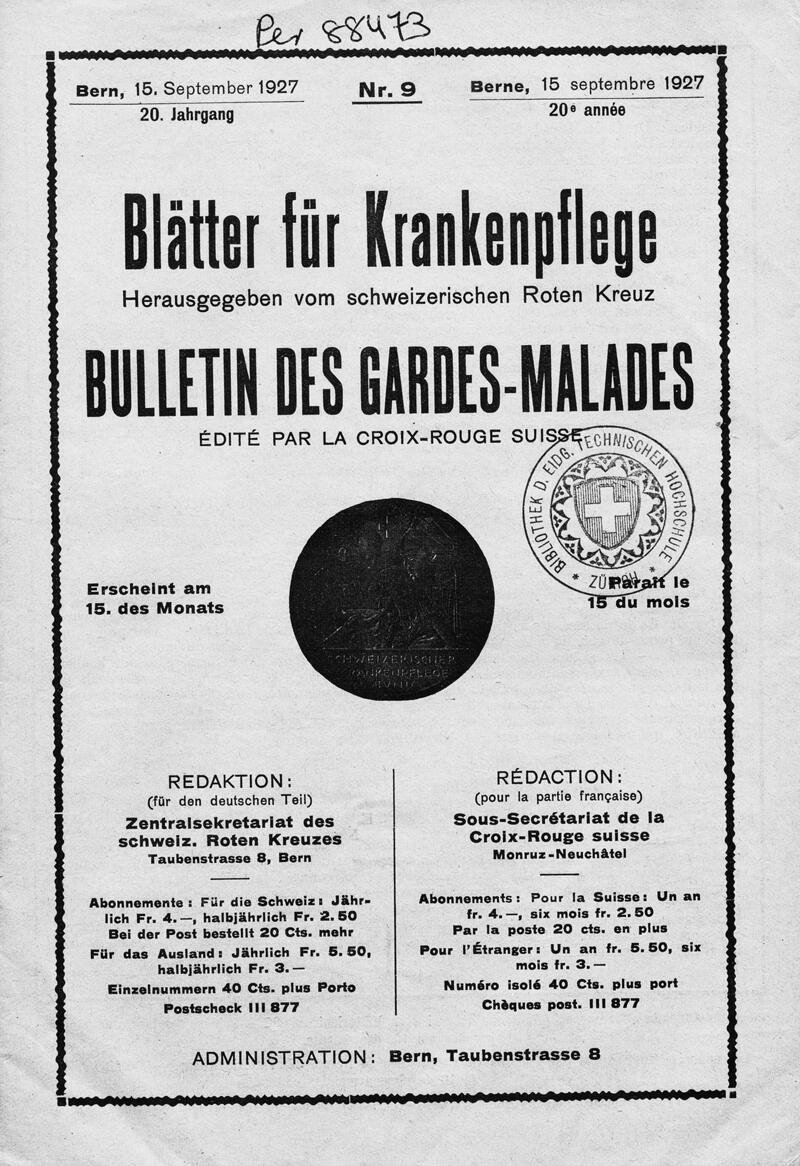 Per 88473
Bern, 15. September 1927
20. Jahrgang
Nr. 9
Berne, 15 septembre 1927
20e année
Blätter für Krankenpflege
Herausgegeben vom schweizerischen Roten Kreuz
BULLETIN DES GARDES-MALADES
ÉDITÉ PAR LA CROIX-ROUGE SUISSE
BIBLIOTHEK D. EIDG. TECHNISCHEN HOCHSCHULE
* ZÜRICH *
Erscheint am
15. des Monats
Paraît le
15 du mois
SCHWEIZERISCHER
KRANKENPFLEGE
BUND
REDAKTION:
(für den deutschen Teil)
Zentralsekretariat des
schweiz. Roten Kreuzes
Taubenstrasse 8, Bern
Abonnemente: Für die Schweiz: Jähr-
lich Fr. 4.—, halbjährlich Fr. 2.50
Bei der Post bestellt 20 Cts. mehr
Für das Ausland: Jährlich Fr. 5.50,
halbjährlich Fr. 3.—
Einzelnummern 40 Cts. plus Porto
Postscheck III 877
RÉDACTION:
(pour la partie française)
Sous-Secrétariat de la
Croix-Rouge suisse
Monruz-Neuchâtel
Abonnements: Pour la Suisse: Un an
fr. 4.—, six mois fr. 2.50
Par la poste 20 cts. en plus
Pour l'Étranger: Un an fr. 5.50, six
mois fr. 3.—
Numéro isolé 40 Cts. plus port
Chèques post. III 877
ADMINISTRATION: Bern, Taubenstrasse 8